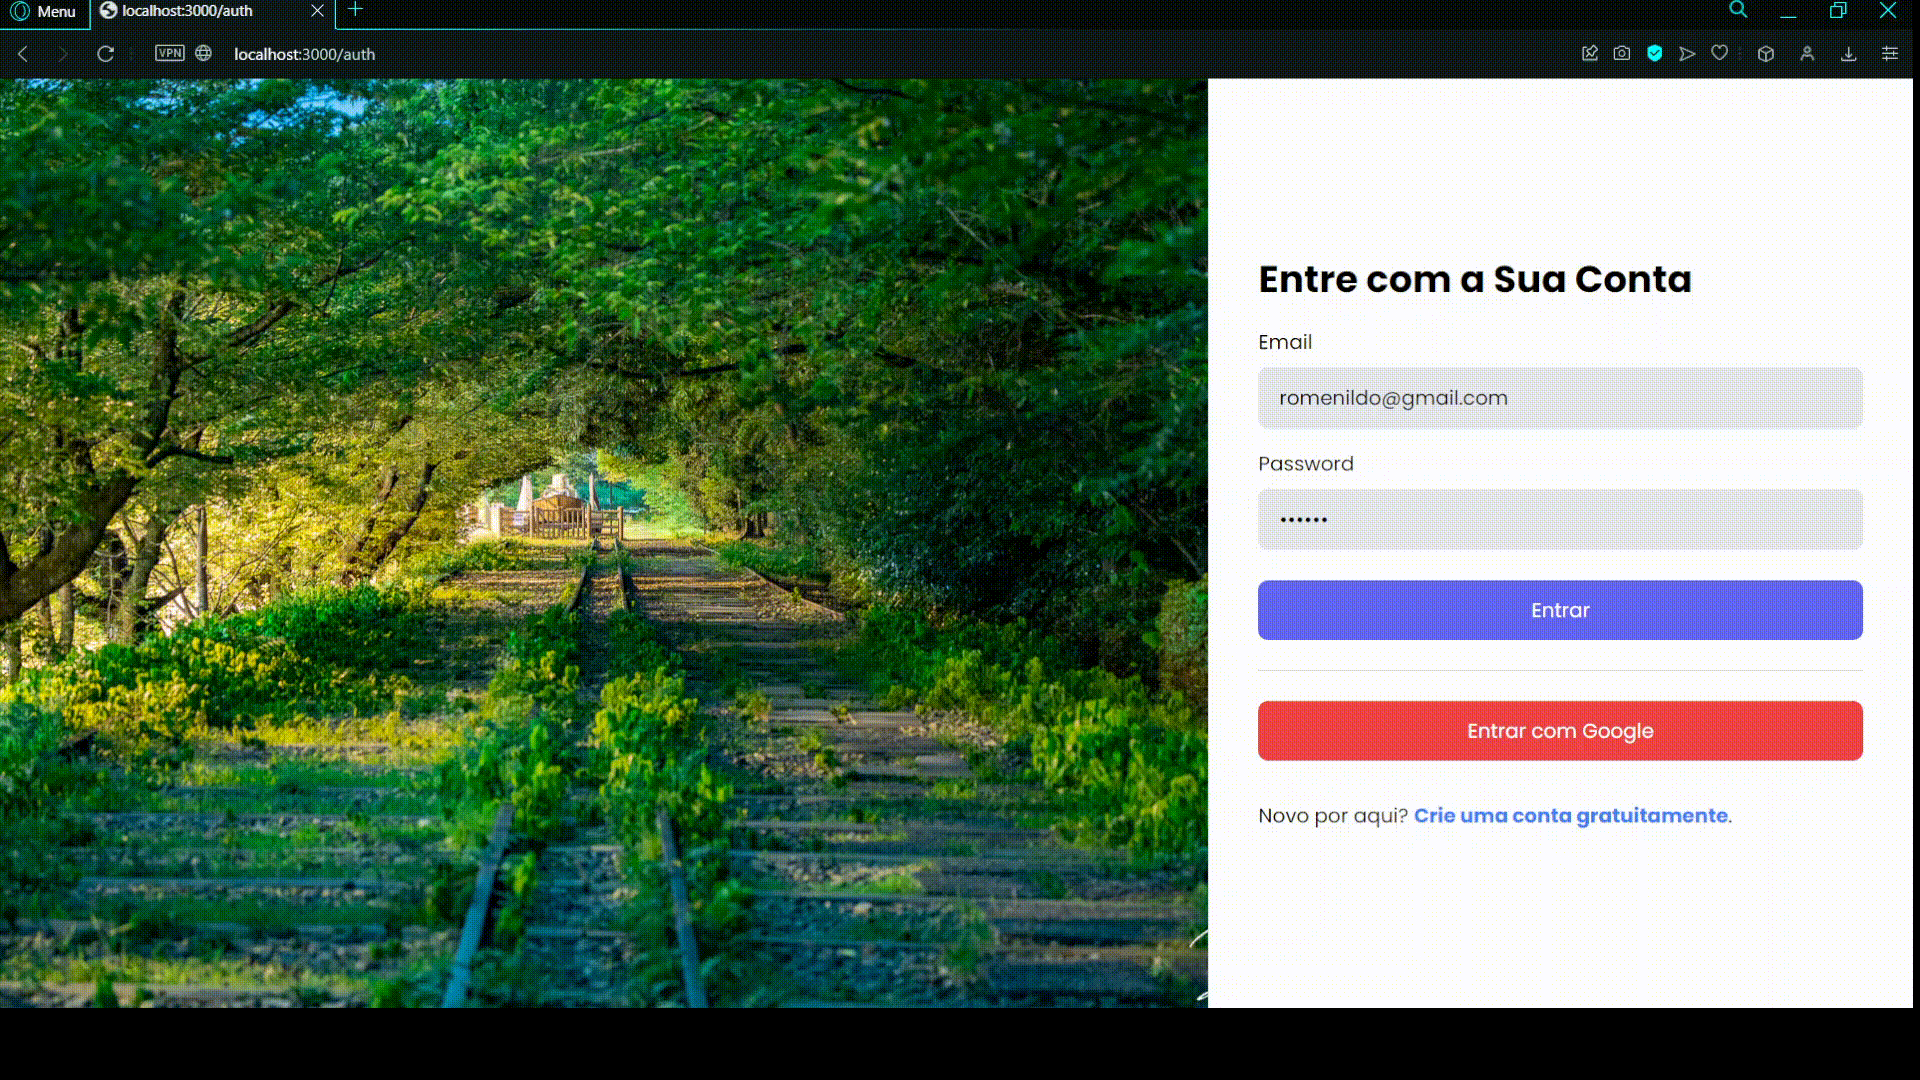 Menu
localhost:3000/auth
VPN
localhost:3000/auth
Entre com a Sua Conta
Email
romenildo@gmail.com
Password
••••••
Entrar
Entrar com Google
Novo por aqui? Crie uma conta gratuitamente.